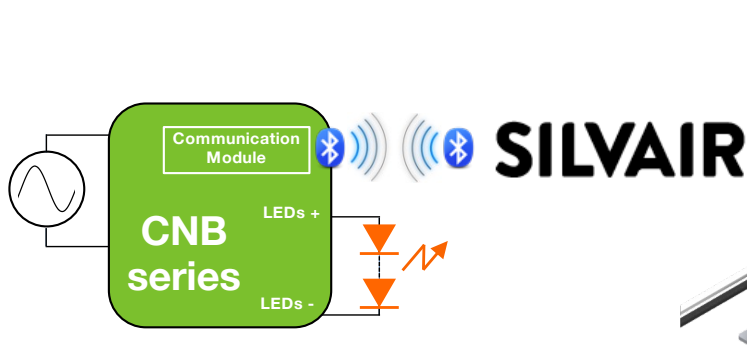 Communication
Module
SILVAIR
LEDs +
CNB
series
LEDs -